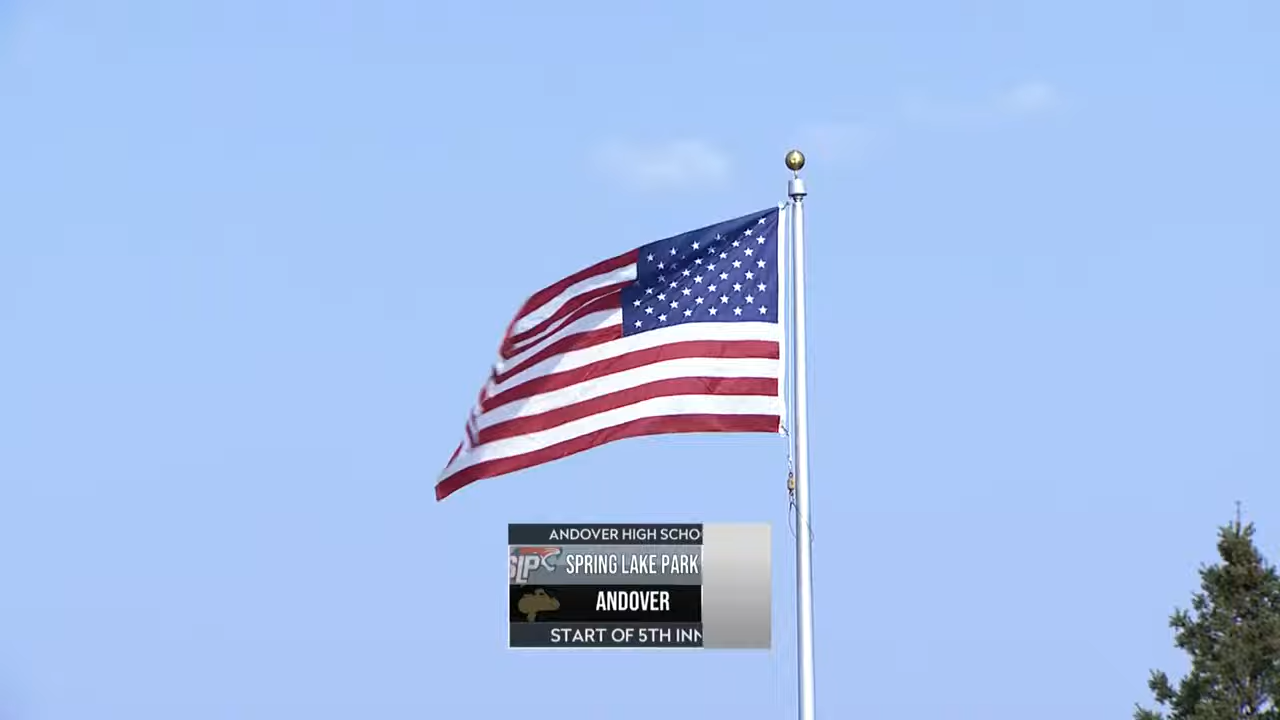 ANDOVER HIGH SCHO
SLP SPRING LAKE PARK
ANDOVER
START OF 5TH INN